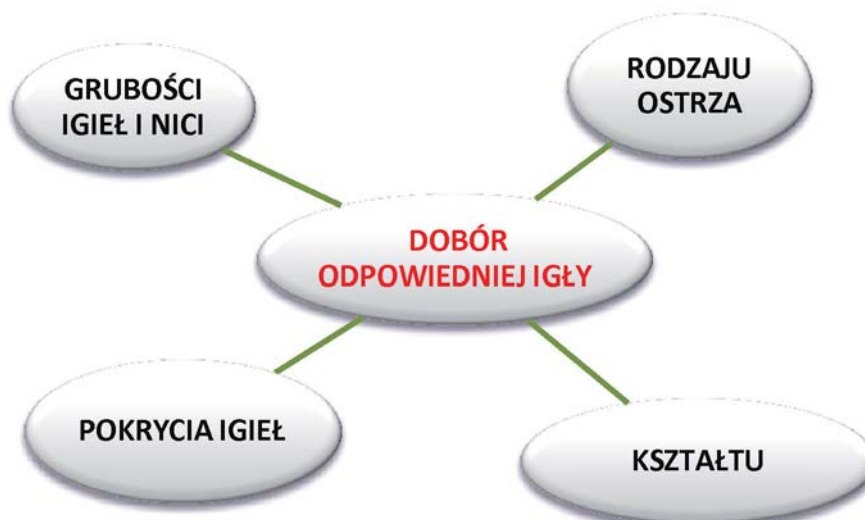 GRUBOŚCI
IGIEŁ I NICI
RODZAJU
OSTRZA
DOBÓR
ODPOWIEDNIEJ IGŁY
POKRYCIA IGIEŁ
KSZTAŁTU